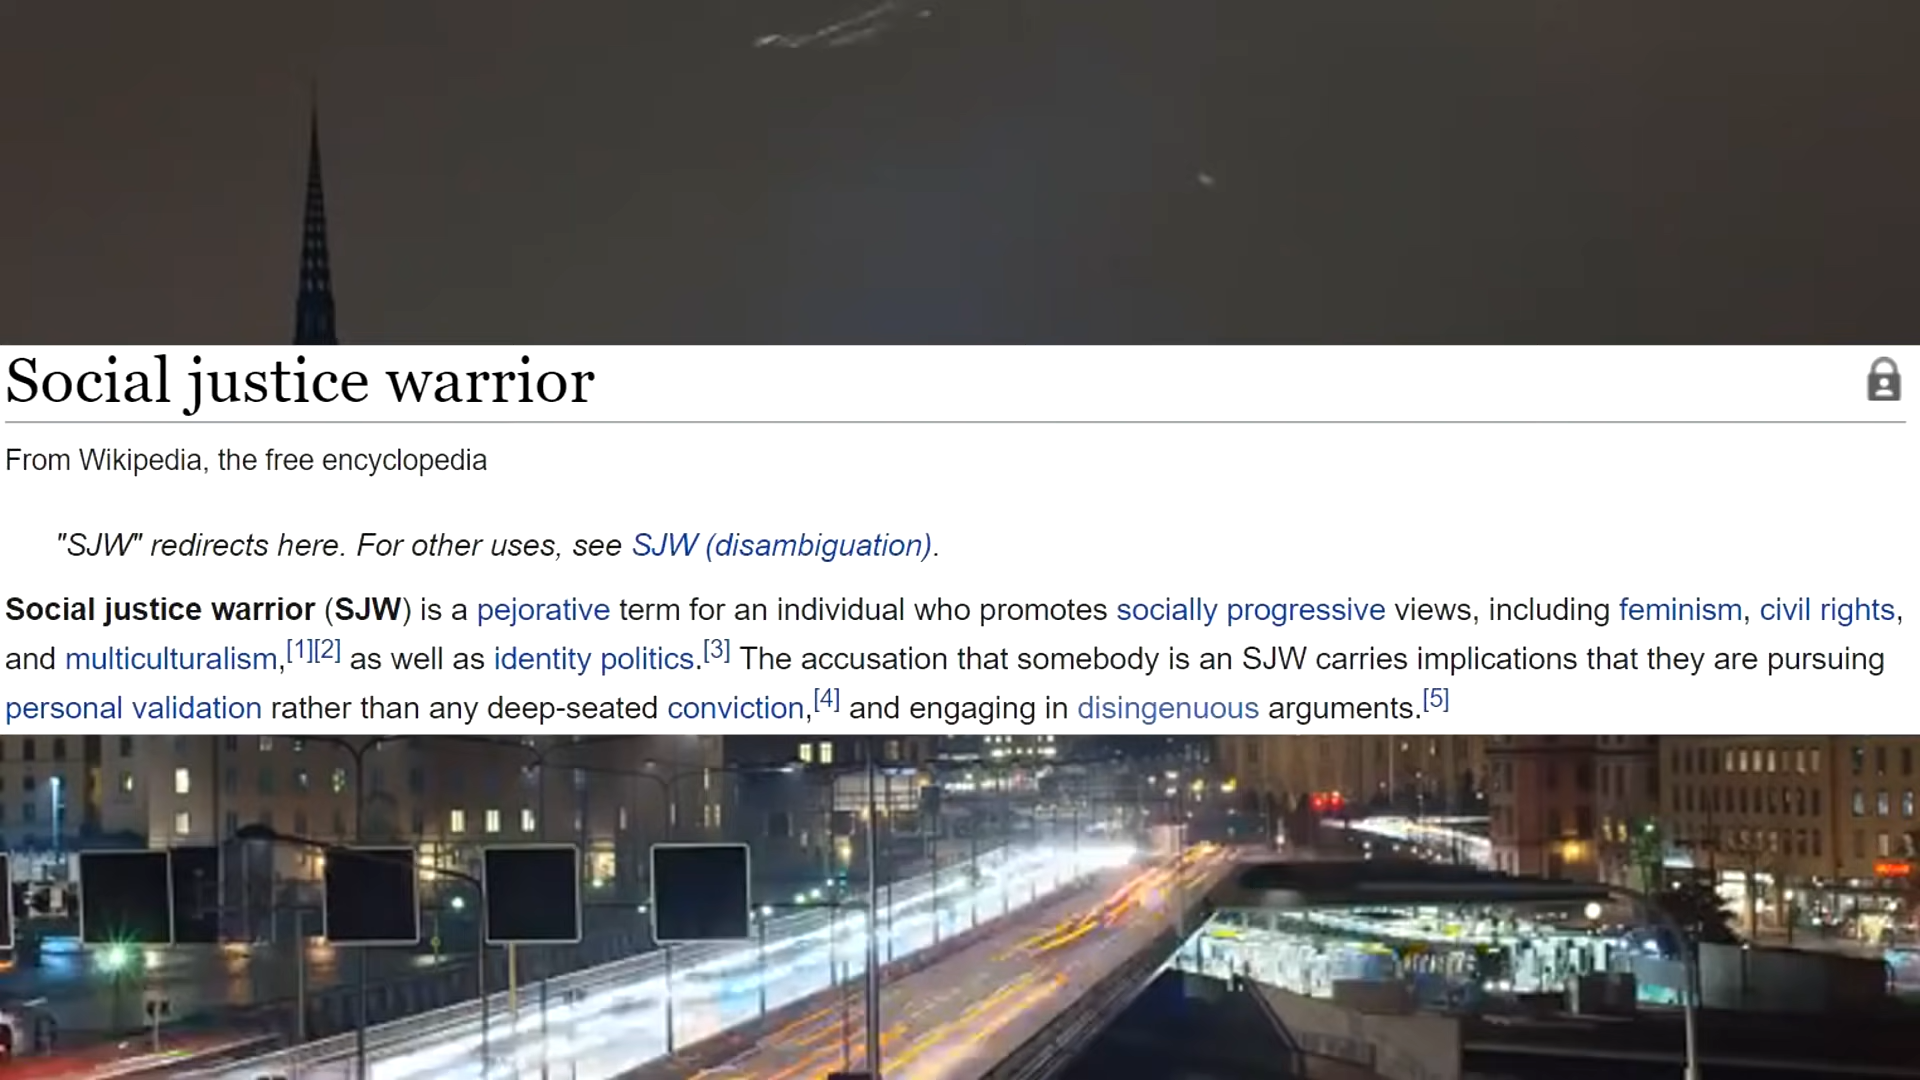 Social justice warrior
From Wikipedia, the free encyclopedia
"SJW" redirects here. For other uses, see SJW (disambiguation).
Social justice warrior (SJW) is a pejorative term for an individual who promotes socially progressive views, including feminism, civil rights,
and multiculturalism,[1][2] as well as identity politics.[3] The accusation that somebody is an SJW carries implications that they are pursuing
personal validation rather than any deep-seated conviction,[4] and engaging in disingenuous arguments.[5]